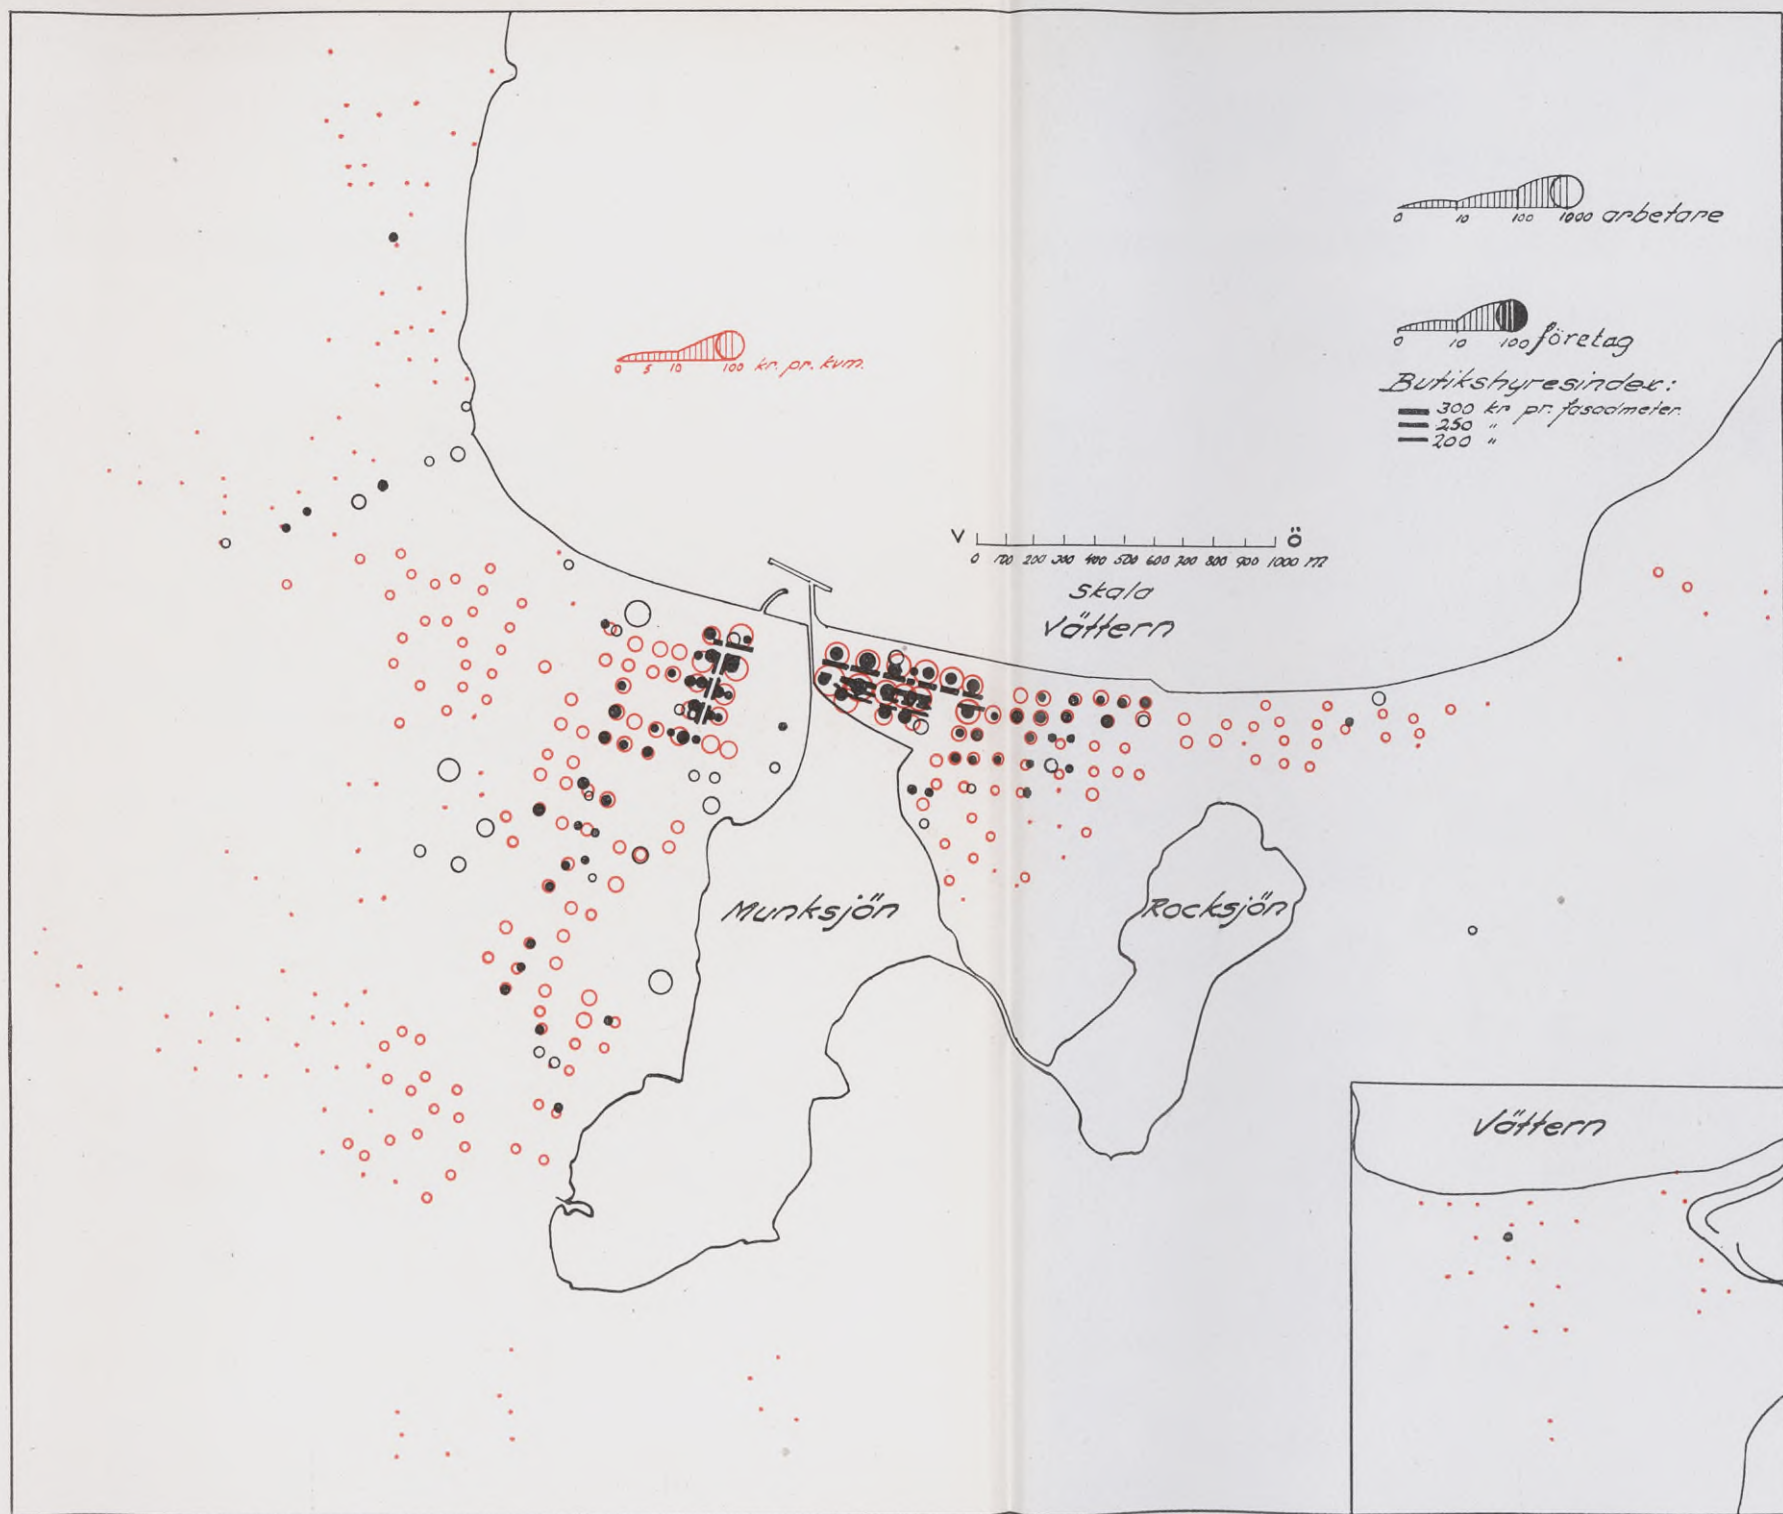 0 10 100 1000 arbetare
0 10 100 företag
0 5 10 100 kr. pr. kvm.
Butikshyresindex:
300 kr pr. fasadmeter.
250 "
200 "
V Ö
0 100 200 300 400 500 600 700 800 900 1000 m
Skala
Vättern
Munksjön
Rocksjön
Vättern